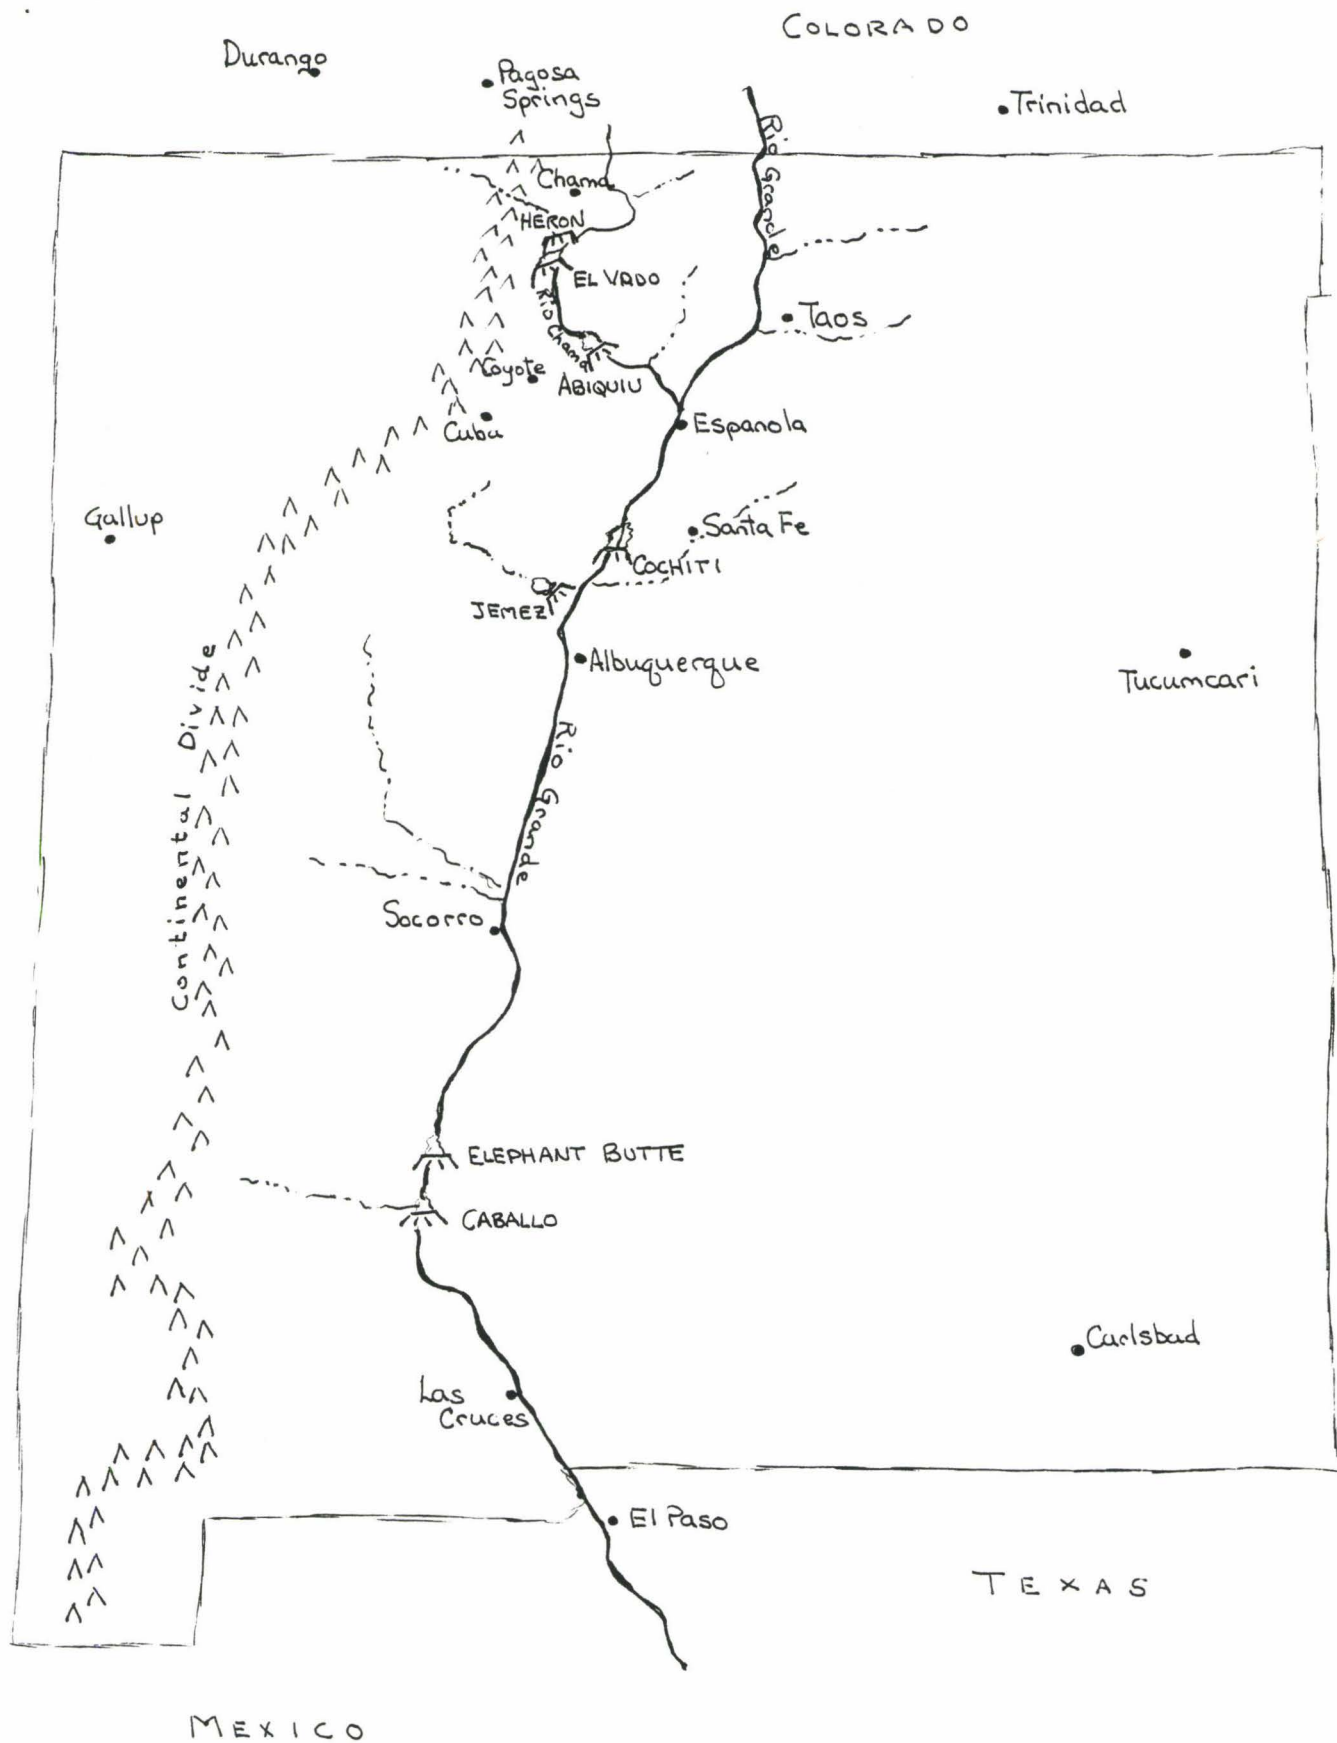 COLORADO
Durango
Pagosa
Springs
Trinidad
Rio Grande
Chama
HERON
EL VADO
Rio Chama
Taos
Coyote
ABIQUIU
Cuba
Espanola
Gallup
Santa Fe
COCHITI
JEMEZ
Albuquerque
Tucumcari
Continental Divide
Rio Grande
Socorro
ELEPHANT BUTTE
CABALLO
Carlsbad
Las
Cruces
El Paso
TEXAS
MEXICO